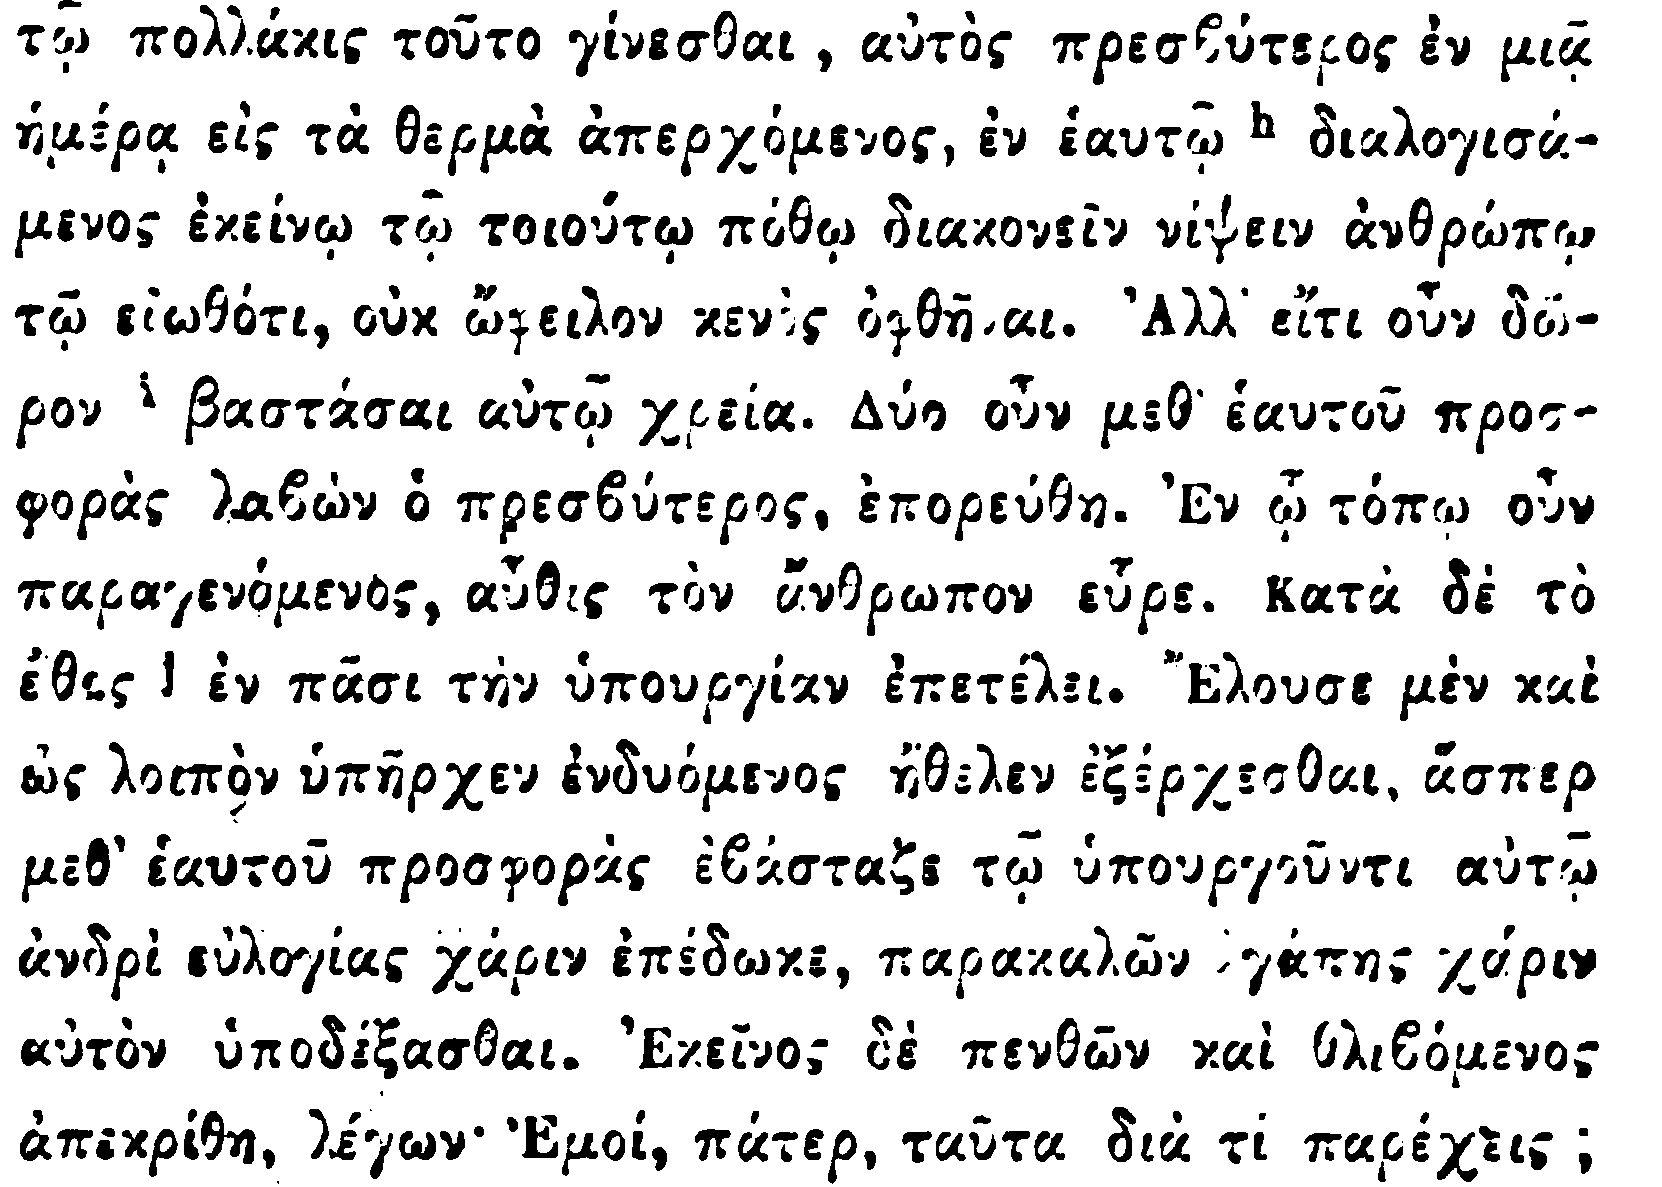 τῷ πολλάκις τοῦτο γίνεσθαι, αὐτὸς πρεσϐύτερος ἐν μιᾷ
ἡμέρᾳ εἰς τὰ θερμὰ ἀπερχόμενος, ἐν ἑαυτῷ h διαλογισά-
μενος ἐκείνῳ τῷ τοιούτῳ πόθῳ διακονεῖν νίψειν ἀνθρώπῳ
τῷ εἰωθότι, οὐκ ὤφειλον κενὸς ὀφθῆναι. Ἀλλ' εἴτι οὖν δῶ-
ρον i βαστάσαι αὐτῷ χρεία. Δύο οὖν μεθ' ἑαυτοῦ προσ-
φορὰς λαϐὼν ὁ πρεσϐύτερος, ἐπορεύθη. Ἐν ᾧ τόπῳ οὖν
παραγενόμενος, αὖθις τὸν ἄνθρωπον εὗρε. Κατὰ δὲ τὸ
ἔθος j ἐν πᾶσι τὴν ὑπουργίαν ἐπετέλει. Ἔλουσε μὲν καὶ
ὡς λοιπὸν ὑπῆρχεν ἐνδυόμενος ἤθελεν ἐξέρχεσθαι, ἅσπερ
μεθ' ἑαυτοῦ προσφορὰς ἐϐάσταζε τῷ ὑπουργοῦντι αὐτῷ
ἀνδρὶ εὐλογίας χάριν ἐπέδωκε, παρακαλῶν ἀγάπης χάριν
αὐτὸν ὑποδέξασθαι. Ἐκεῖνος δὲ πενθῶν καὶ θλιϐόμενος
ἀπεκρίθη, λέγων· Ἐμοί, πάτερ, ταῦτα διὰ τί παρέχεις ;